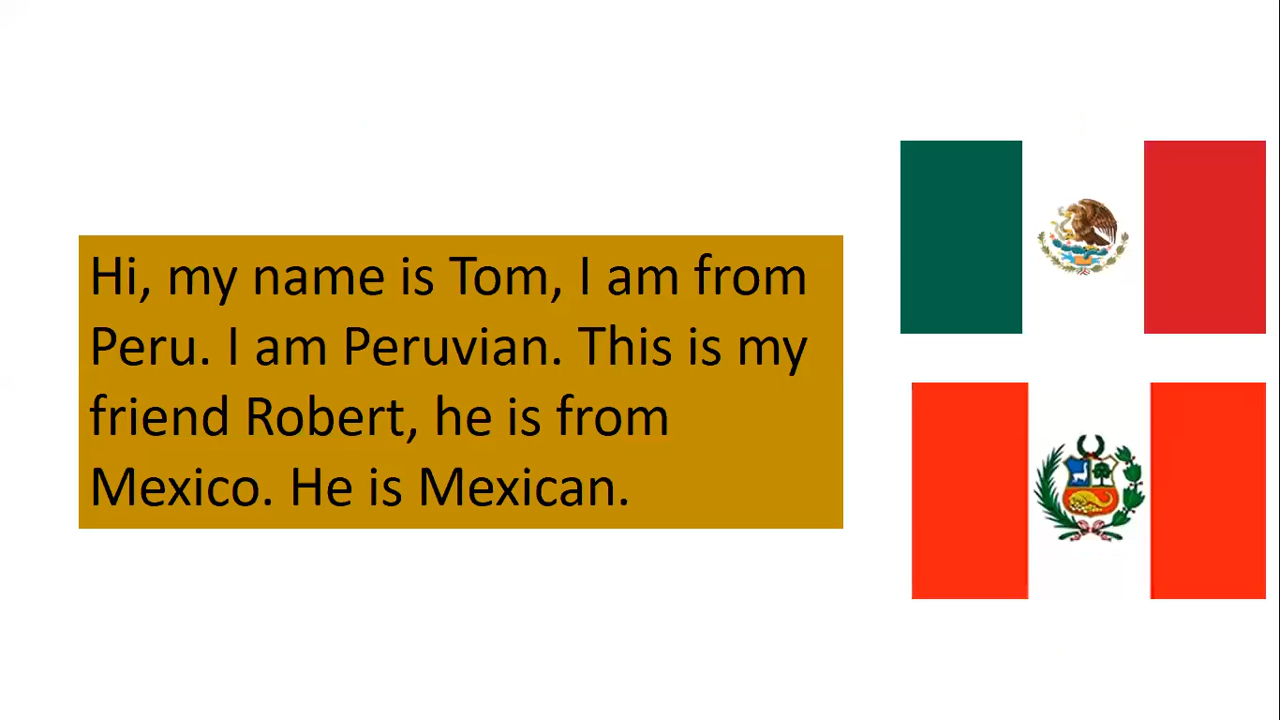 Hi, my name is Tom, I am from
Peru. I am Peruvian. This is my
friend Robert, he is from
Mexico. He is Mexican.